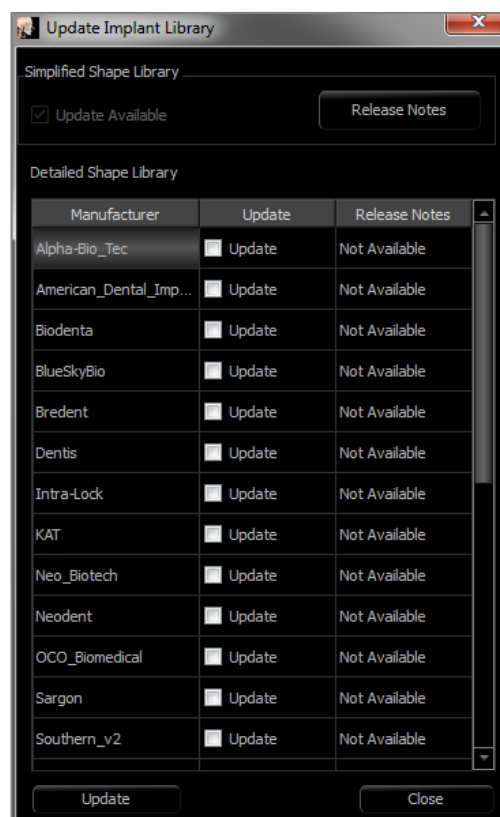 Update Implant Library
Simplified Shape Library
Update Available
Release Notes
Detailed Shape Library
Manufacturer Update Release Notes
Alpha-Bio_Tec Update Not Available
American_Dental_Imp... Update Not Available
Biodenta Update Not Available
BlueSkyBio Update Not Available
Bredent Update Not Available
Dentis Update Not Available
Intra-Lock Update Not Available
KAT Update Not Available
Neo_Biotech Update Not Available
Neodent Update Not Available
OCO_Biomedical Update Not Available
Sargon Update Not Available
Southern_v2 Update Not Available
Update Close